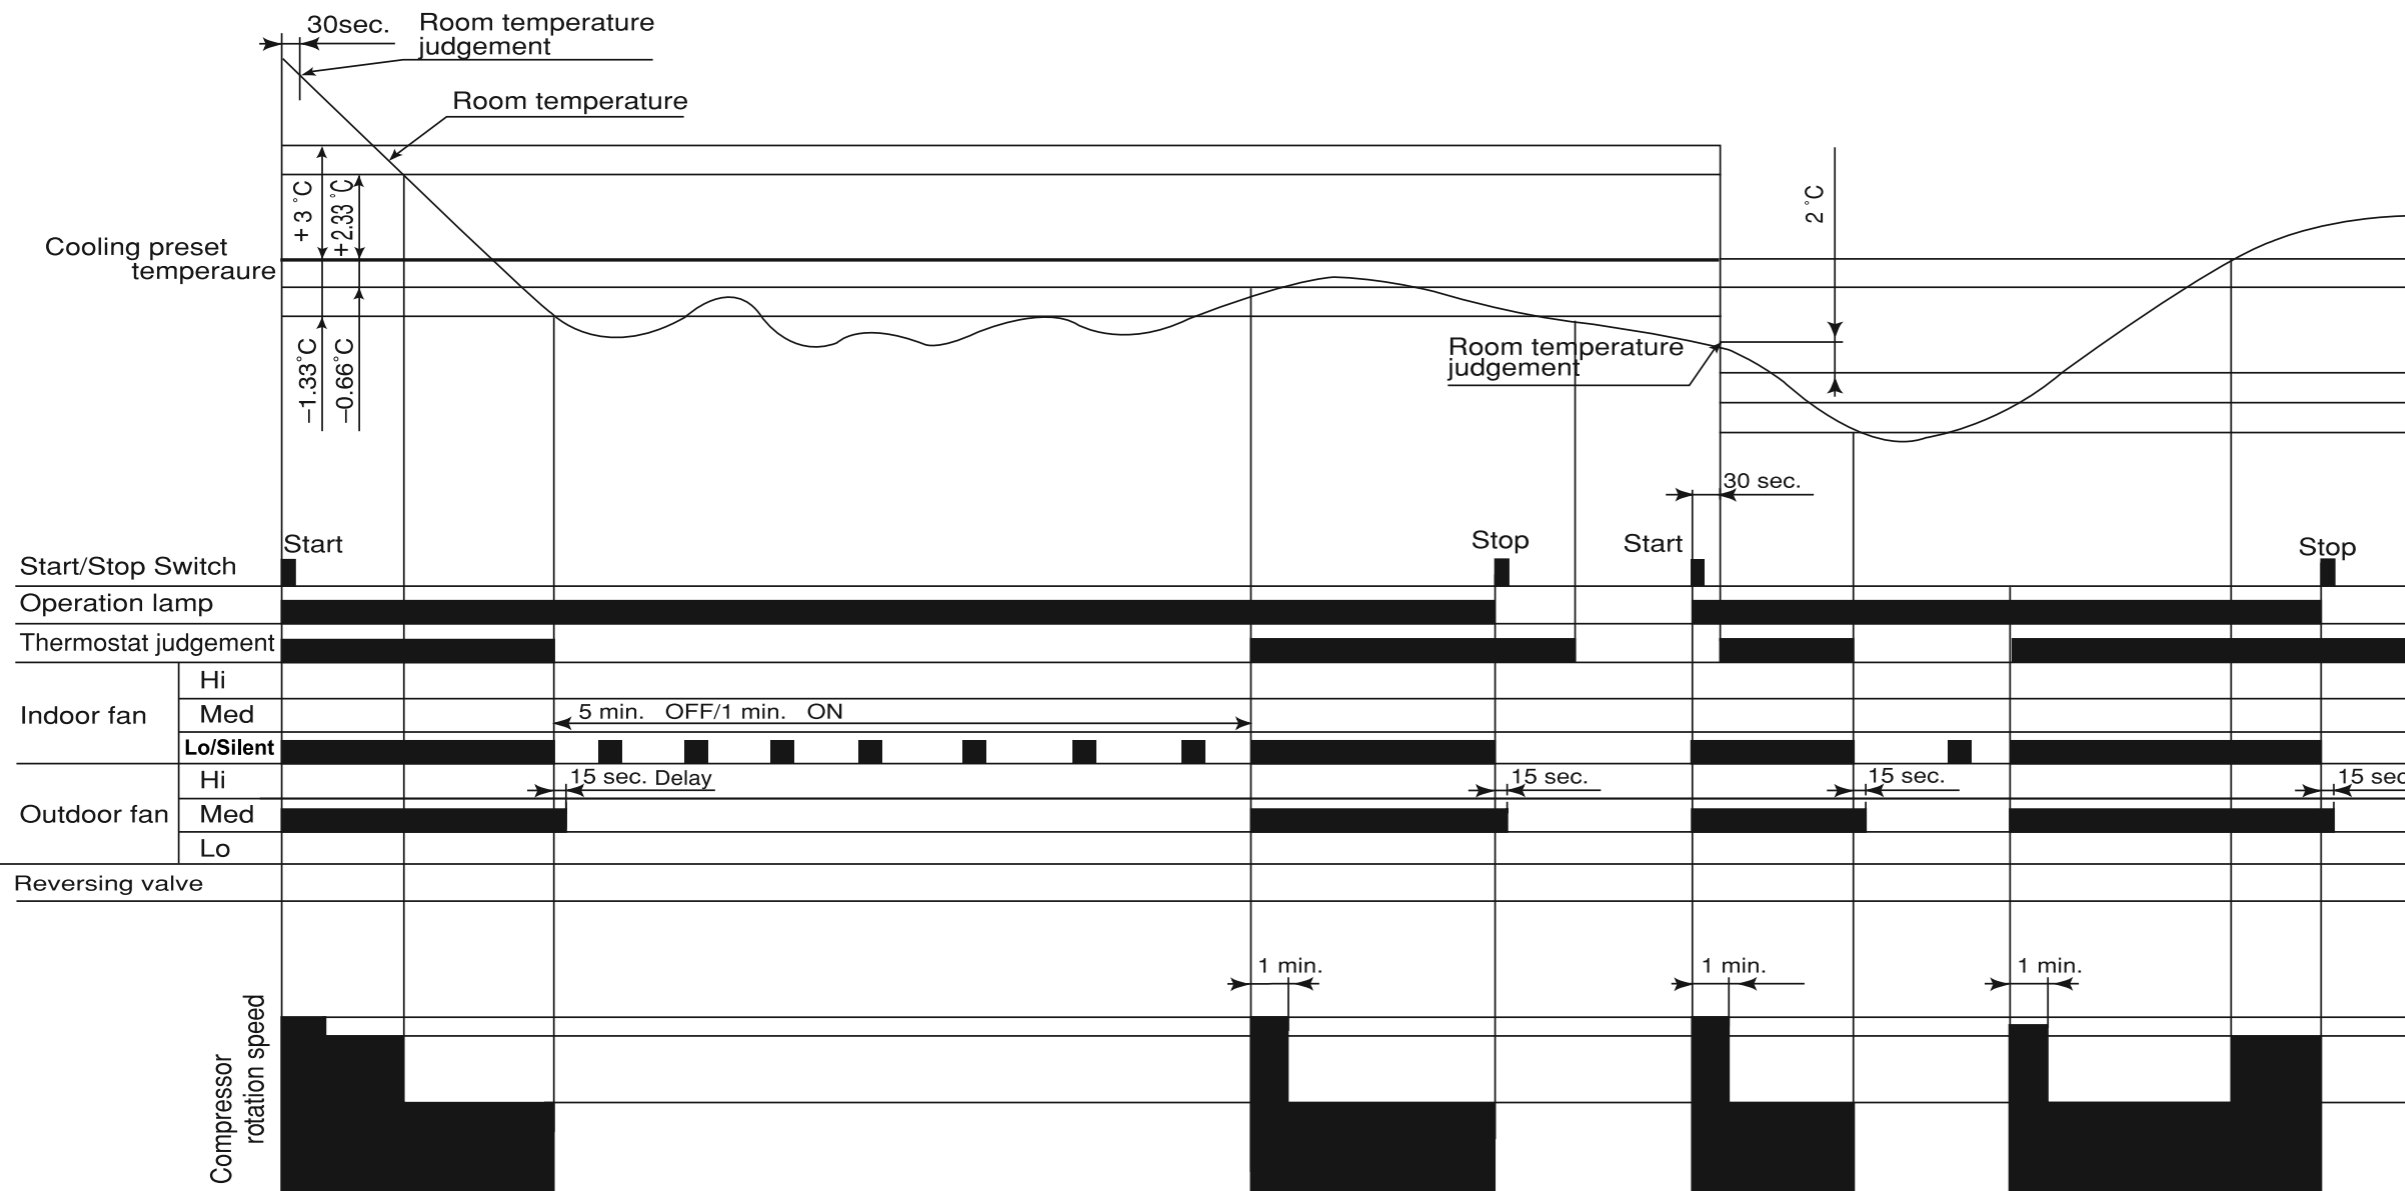 30sec.
Room temperature
judgement
Room temperature
+3 °C
+2.33 °C
2 °C
Cooling preset
temperaure
−1.33°C
−0.66°C
Room temperature
judgement
30 sec.
Start
Stop
Start
Stop
Start/Stop Switch
Operation lamp
Thermostat judgement
Indoor fan
Hi
Med
5 min. OFF/1 min. ON
Lo/Silent
Outdoor fan
Hi
15 sec. Delay
15 sec.
15 sec.
15 sec
Med
Lo
Reversing valve
1 min.
1 min.
1 min.
Compressor
rotation speed